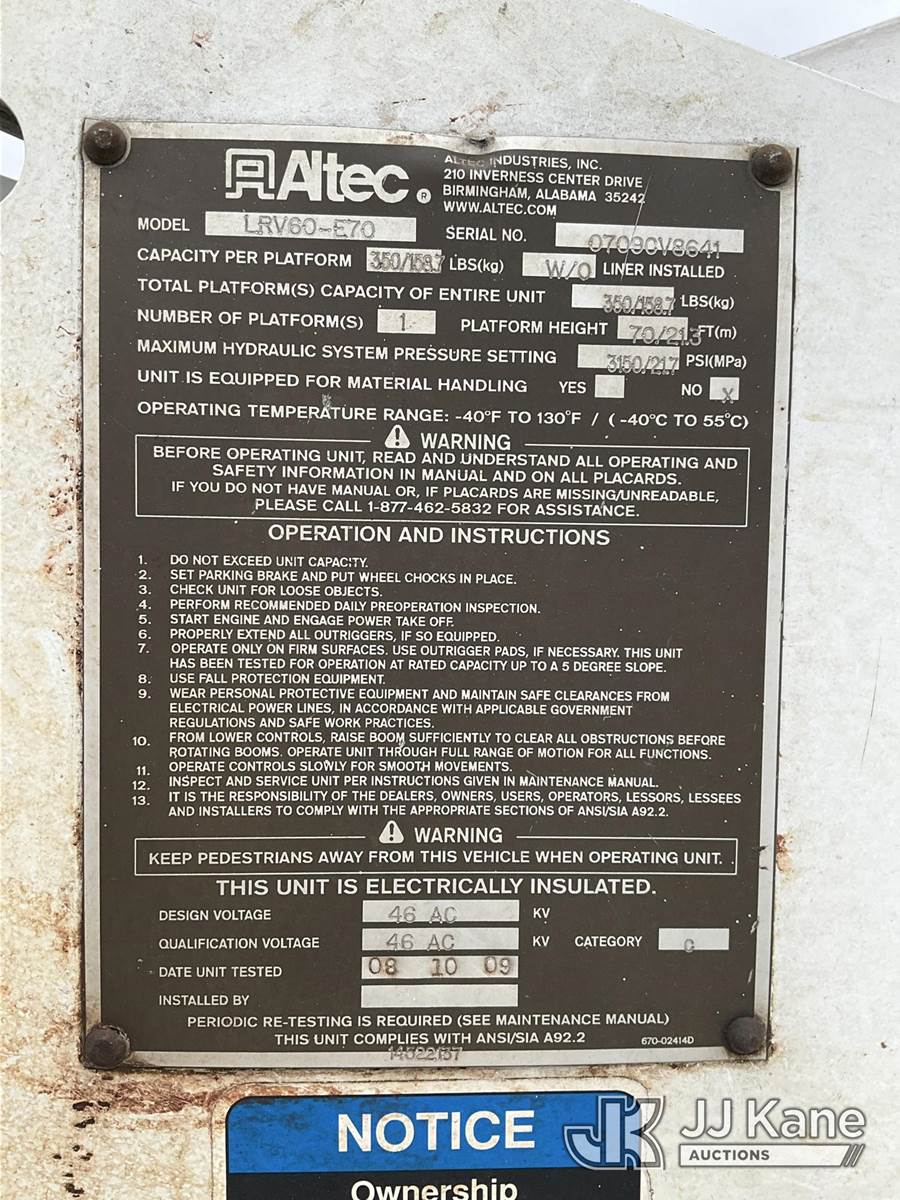 Altec®
ALTEC INDUSTRIES, INC.
210 INVERNESS CENTER DRIVE
BIRMINGHAM, ALABAMA 35242
WWW.ALTEC.COM
MODEL LRV60-E70 SERIAL NO. 0709CV8641
CAPACITY PER PLATFORM 350/158.7 LBS(kg) W/O LINER INSTALLED
TOTAL PLATFORM(S) CAPACITY OF ENTIRE UNIT 350/158.7 LBS(kg)
NUMBER OF PLATFORM(S) 1 PLATFORM HEIGHT 70/21.3 FT(m)
MAXIMUM HYDRAULIC SYSTEM PRESSURE SETTING 3150/21.7 PSI(MPa)
UNIT IS EQUIPPED FOR MATERIAL HANDLING YES NO X
OPERATING TEMPERATURE RANGE: -40°F TO 130°F / (-40°C TO 55°C)
WARNING
BEFORE OPERATING UNIT, READ AND UNDERSTAND ALL OPERATING AND
SAFETY INFORMATION IN MANUAL AND ON ALL PLACARDS.
IF YOU DO NOT HAVE MANUAL OR, IF PLACARDS ARE MISSING/UNREADABLE,
PLEASE CALL 1-877-462-5832 FOR ASSISTANCE.
OPERATION AND INSTRUCTIONS
1. DO NOT EXCEED UNIT CAPACITY.
2. SET PARKING BRAKE AND PUT WHEEL CHOCKS IN PLACE.
3. CHECK UNIT FOR LOOSE OBJECTS.
4. PERFORM RECOMMENDED DAILY PREOPERATION INSPECTION.
5. START ENGINE AND ENGAGE POWER TAKE OFF.
6. PROPERLY EXTEND ALL OUTRIGGERS, IF SO EQUIPPED.
7. OPERATE ONLY ON FIRM SURFACES. USE OUTRIGGER PADS, IF NECESSARY. THIS UNIT
HAS BEEN TESTED FOR OPERATION AT RATED CAPACITY UP TO A 5 DEGREE SLOPE.
8. USE FALL PROTECTION EQUIPMENT.
9. WEAR PERSONAL PROTECTIVE EQUIPMENT AND MAINTAIN SAFE CLEARANCES FROM
ELECTRICAL POWER LINES, IN ACCORDANCE WITH APPLICABLE GOVERNMENT
REGULATIONS AND SAFE WORK PRACTICES.
10. FROM LOWER CONTROLS, RAISE BOOM SUFFICIENTLY TO CLEAR ALL OBSTRUCTIONS BEFORE
ROTATING BOOMS. OPERATE UNIT THROUGH FULL RANGE OF MOTION FOR ALL FUNCTIONS.
11. OPERATE CONTROLS SLOWLY FOR SMOOTH MOVEMENTS.
12. INSPECT AND SERVICE UNIT PER INSTRUCTIONS GIVEN IN MAINTENANCE MANUAL.
13. IT IS THE RESPONSIBILITY OF THE DEALERS, OWNERS, USERS, OPERATORS, LESSORS, LESSEES
AND INSTALLERS TO COMPLY WITH THE APPROPRIATE SECTIONS OF ANSI/SIA A92.2.
WARNING
KEEP PEDESTRIANS AWAY FROM THIS VEHICLE WHEN OPERATING UNIT.
THIS UNIT IS ELECTRICALLY INSULATED.
DESIGN VOLTAGE 46 AC KV
QUALIFICATION VOLTAGE 46 AC KV CATEGORY C
DATE UNIT TESTED 08 10 09
INSTALLED BY
PERIODIC RE-TESTING IS REQUIRED (SEE MAINTENANCE MANUAL)
THIS UNIT COMPLIES WITH ANSI/SIA A92.2 670-02414D
14522137
NOTICE
Ownership
JK JJ Kane
AUCTIONS